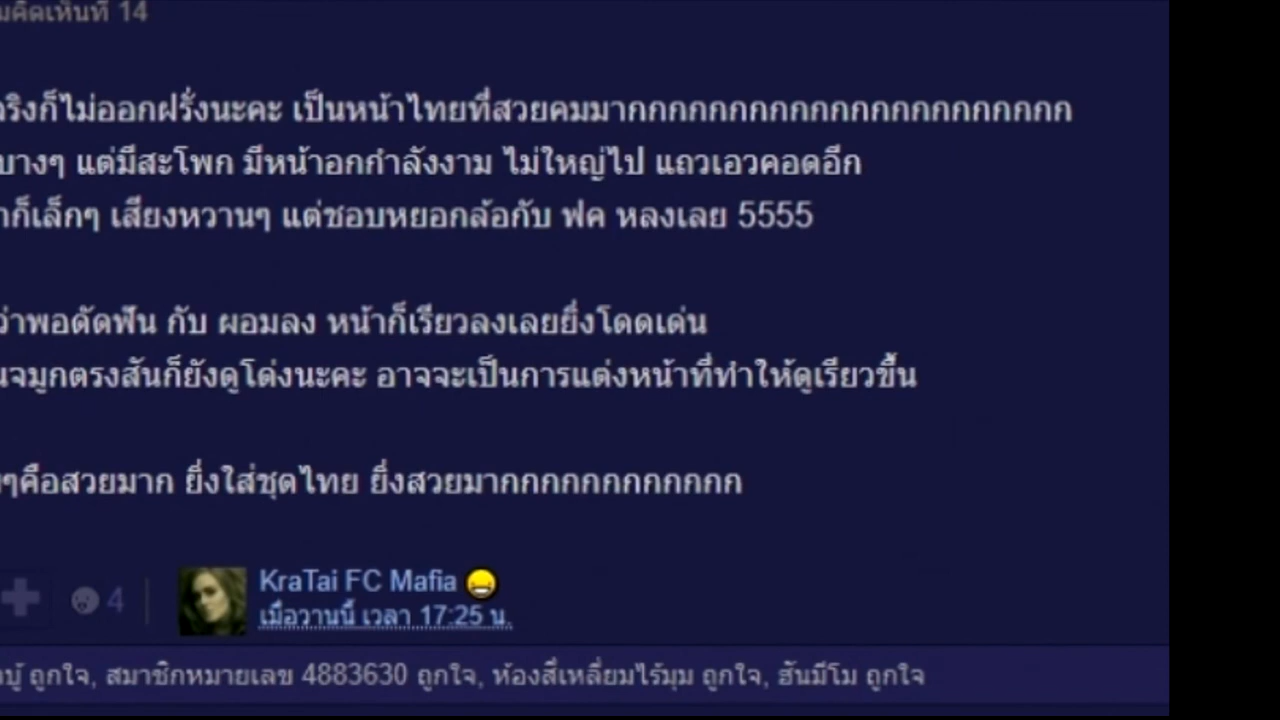 14
ก็ไม่ออกฝรั่งนะคะ เป็นหน้าไทยที่สวยคมมากกกกกกกกกกกกกกกกกกกกก
บางๆ แต่มีสะโพก มีหน้าอกกำลังงาม ไม่ใหญ่ไป แถวเอวคอดอีก
ก็เล็กๆ เสียงหวานๆ แต่ชอบหยอกล้อกับ ฟค หลงเลย 5555
ว่าพอดัดฟัน กับ ผอมลง หน้าก็เรียวลงเลยยิ่งโดดเด่น
จมูกตรงสันก็ยังดูโด่งนะคะ อาจจะเป็นการแต่งหน้าที่ทำให้ดูเรียวขึ้น
ๆคือสวยมาก ยิ่งใส่ชุดไทย ยิ่งสวยมากกกกกกกกกกกก
4
KraTai FC Mafia
เมื่อวานนี้ เวลา 17:25 น.
ถูกใจ, สมาชิกหมายเลข 4883630 ถูกใจ, ห้องสี่เหลี่ยมไร้มุม ถูกใจ, ฮันมีโม ถูกใจ